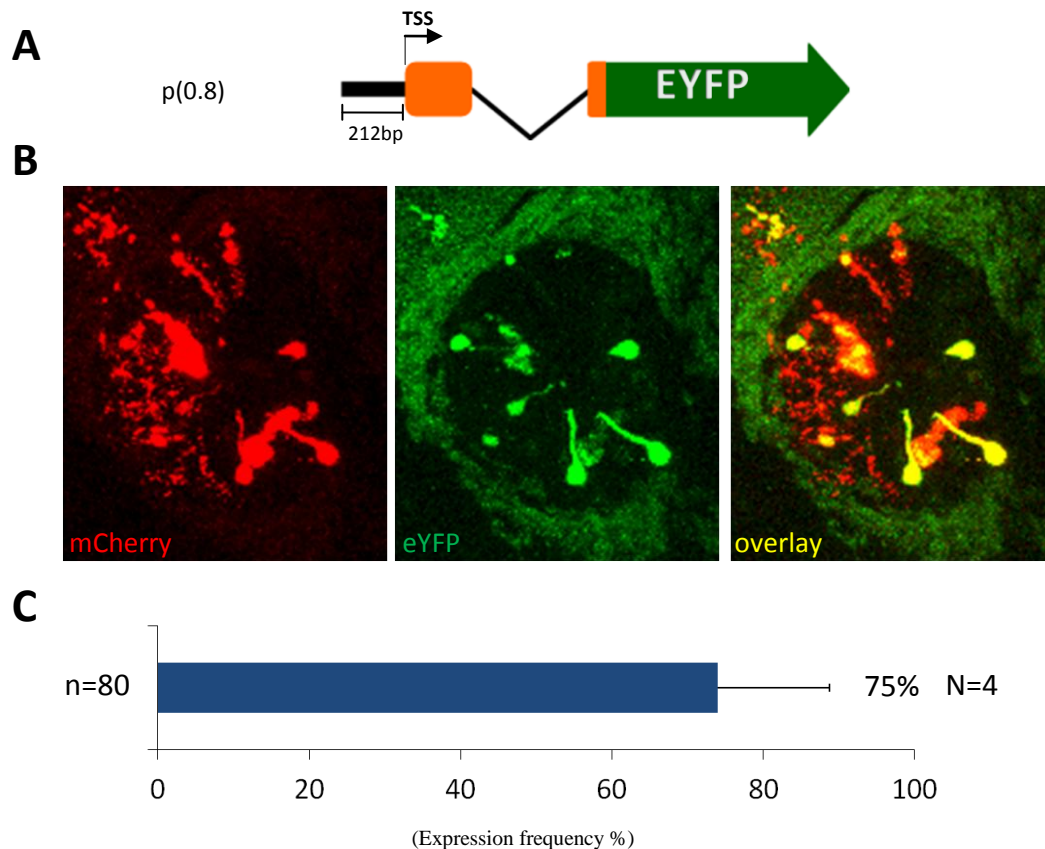 A
TSS
p(0.8)
EYFP
212bp
B
mCherry
eYFP
overlay
C
n=80
75% N=4
0 20 40 60 80 100
(Expression frequency %)